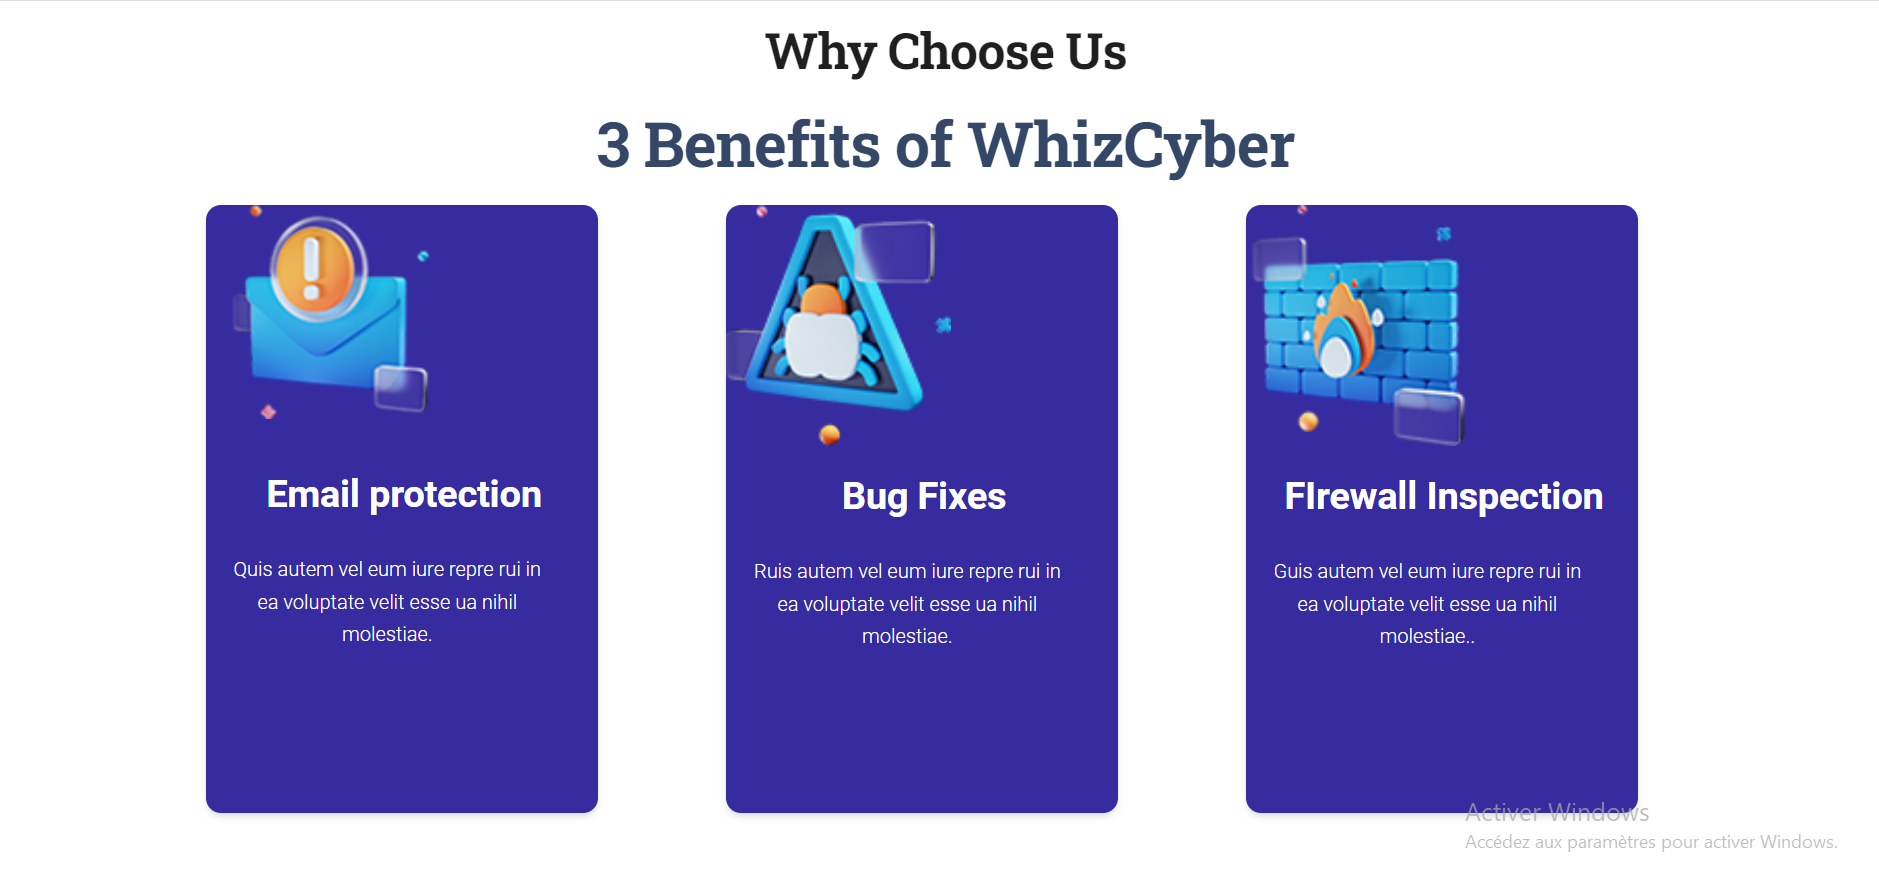 Why Choose Us
3 Benefits of WhizCyber
Email protection
Quis autem vel eum iure repre rui in
ea voluptate velit esse ua nihil
molestiae.
Bug Fixes
Ruis autem vel eum iure repre rui in
ea voluptate velit esse ua nihil
molestiae.
FIrewall Inspection
Guis autem vel eum iure repre rui in
ea voluptate velit esse ua nihil
molestiae..
Activer Windows
Accédez aux paramètres pour activer Windows.